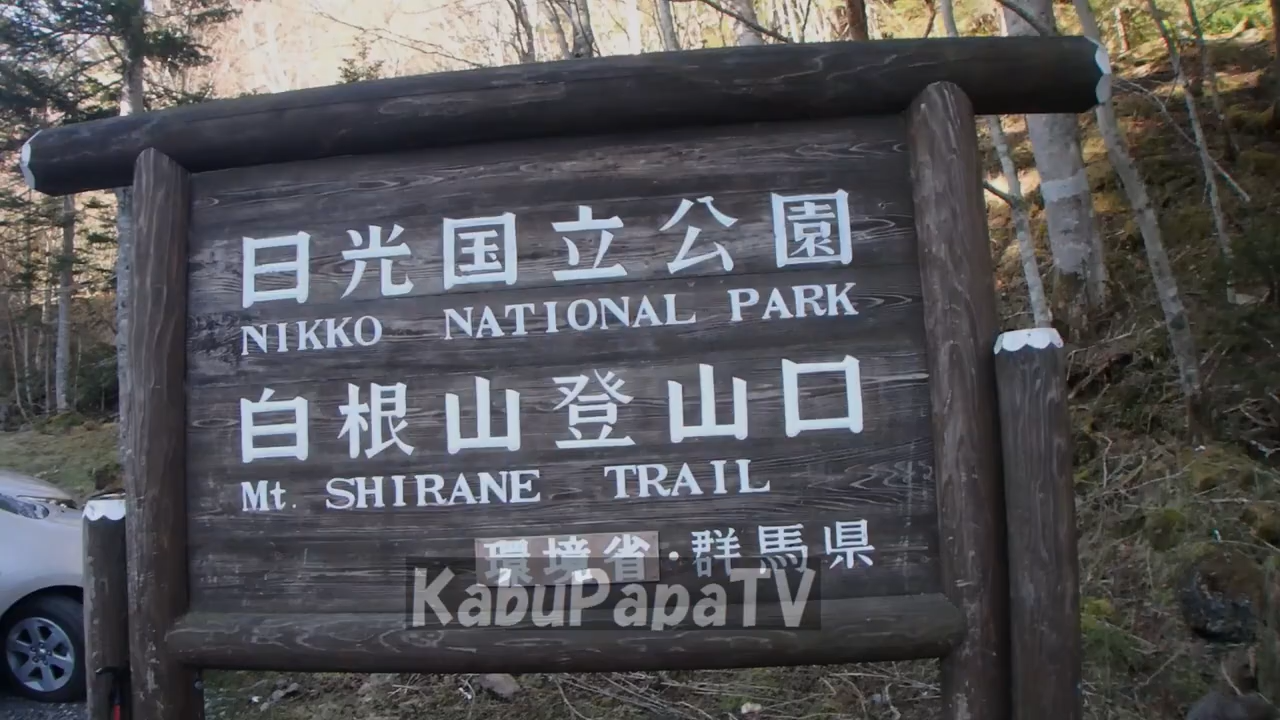 日光国立公園
NIKKO NATIONAL PARK
白根山登山口
Mt. SHIRANE TRAIL
環境省・群馬県
KabuPapaTV